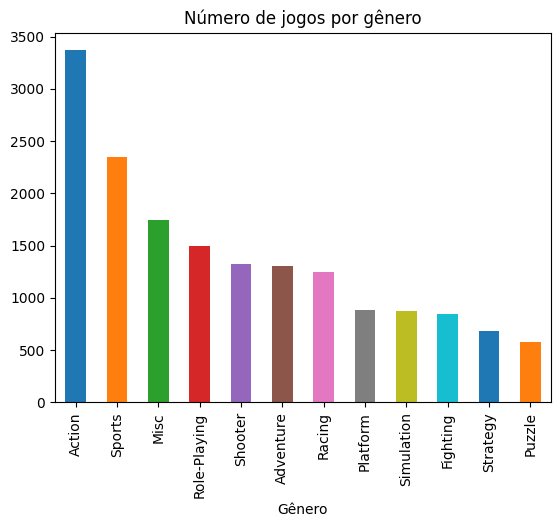 Número de jogos por gênero
3500
3000
2500
2000
1500
1000
500
0
Action
Sports
Misc
Role-Playing
Shooter
Adventure
Racing
Platform
Simulation
Fighting
Strategy
Puzzle
Gênero